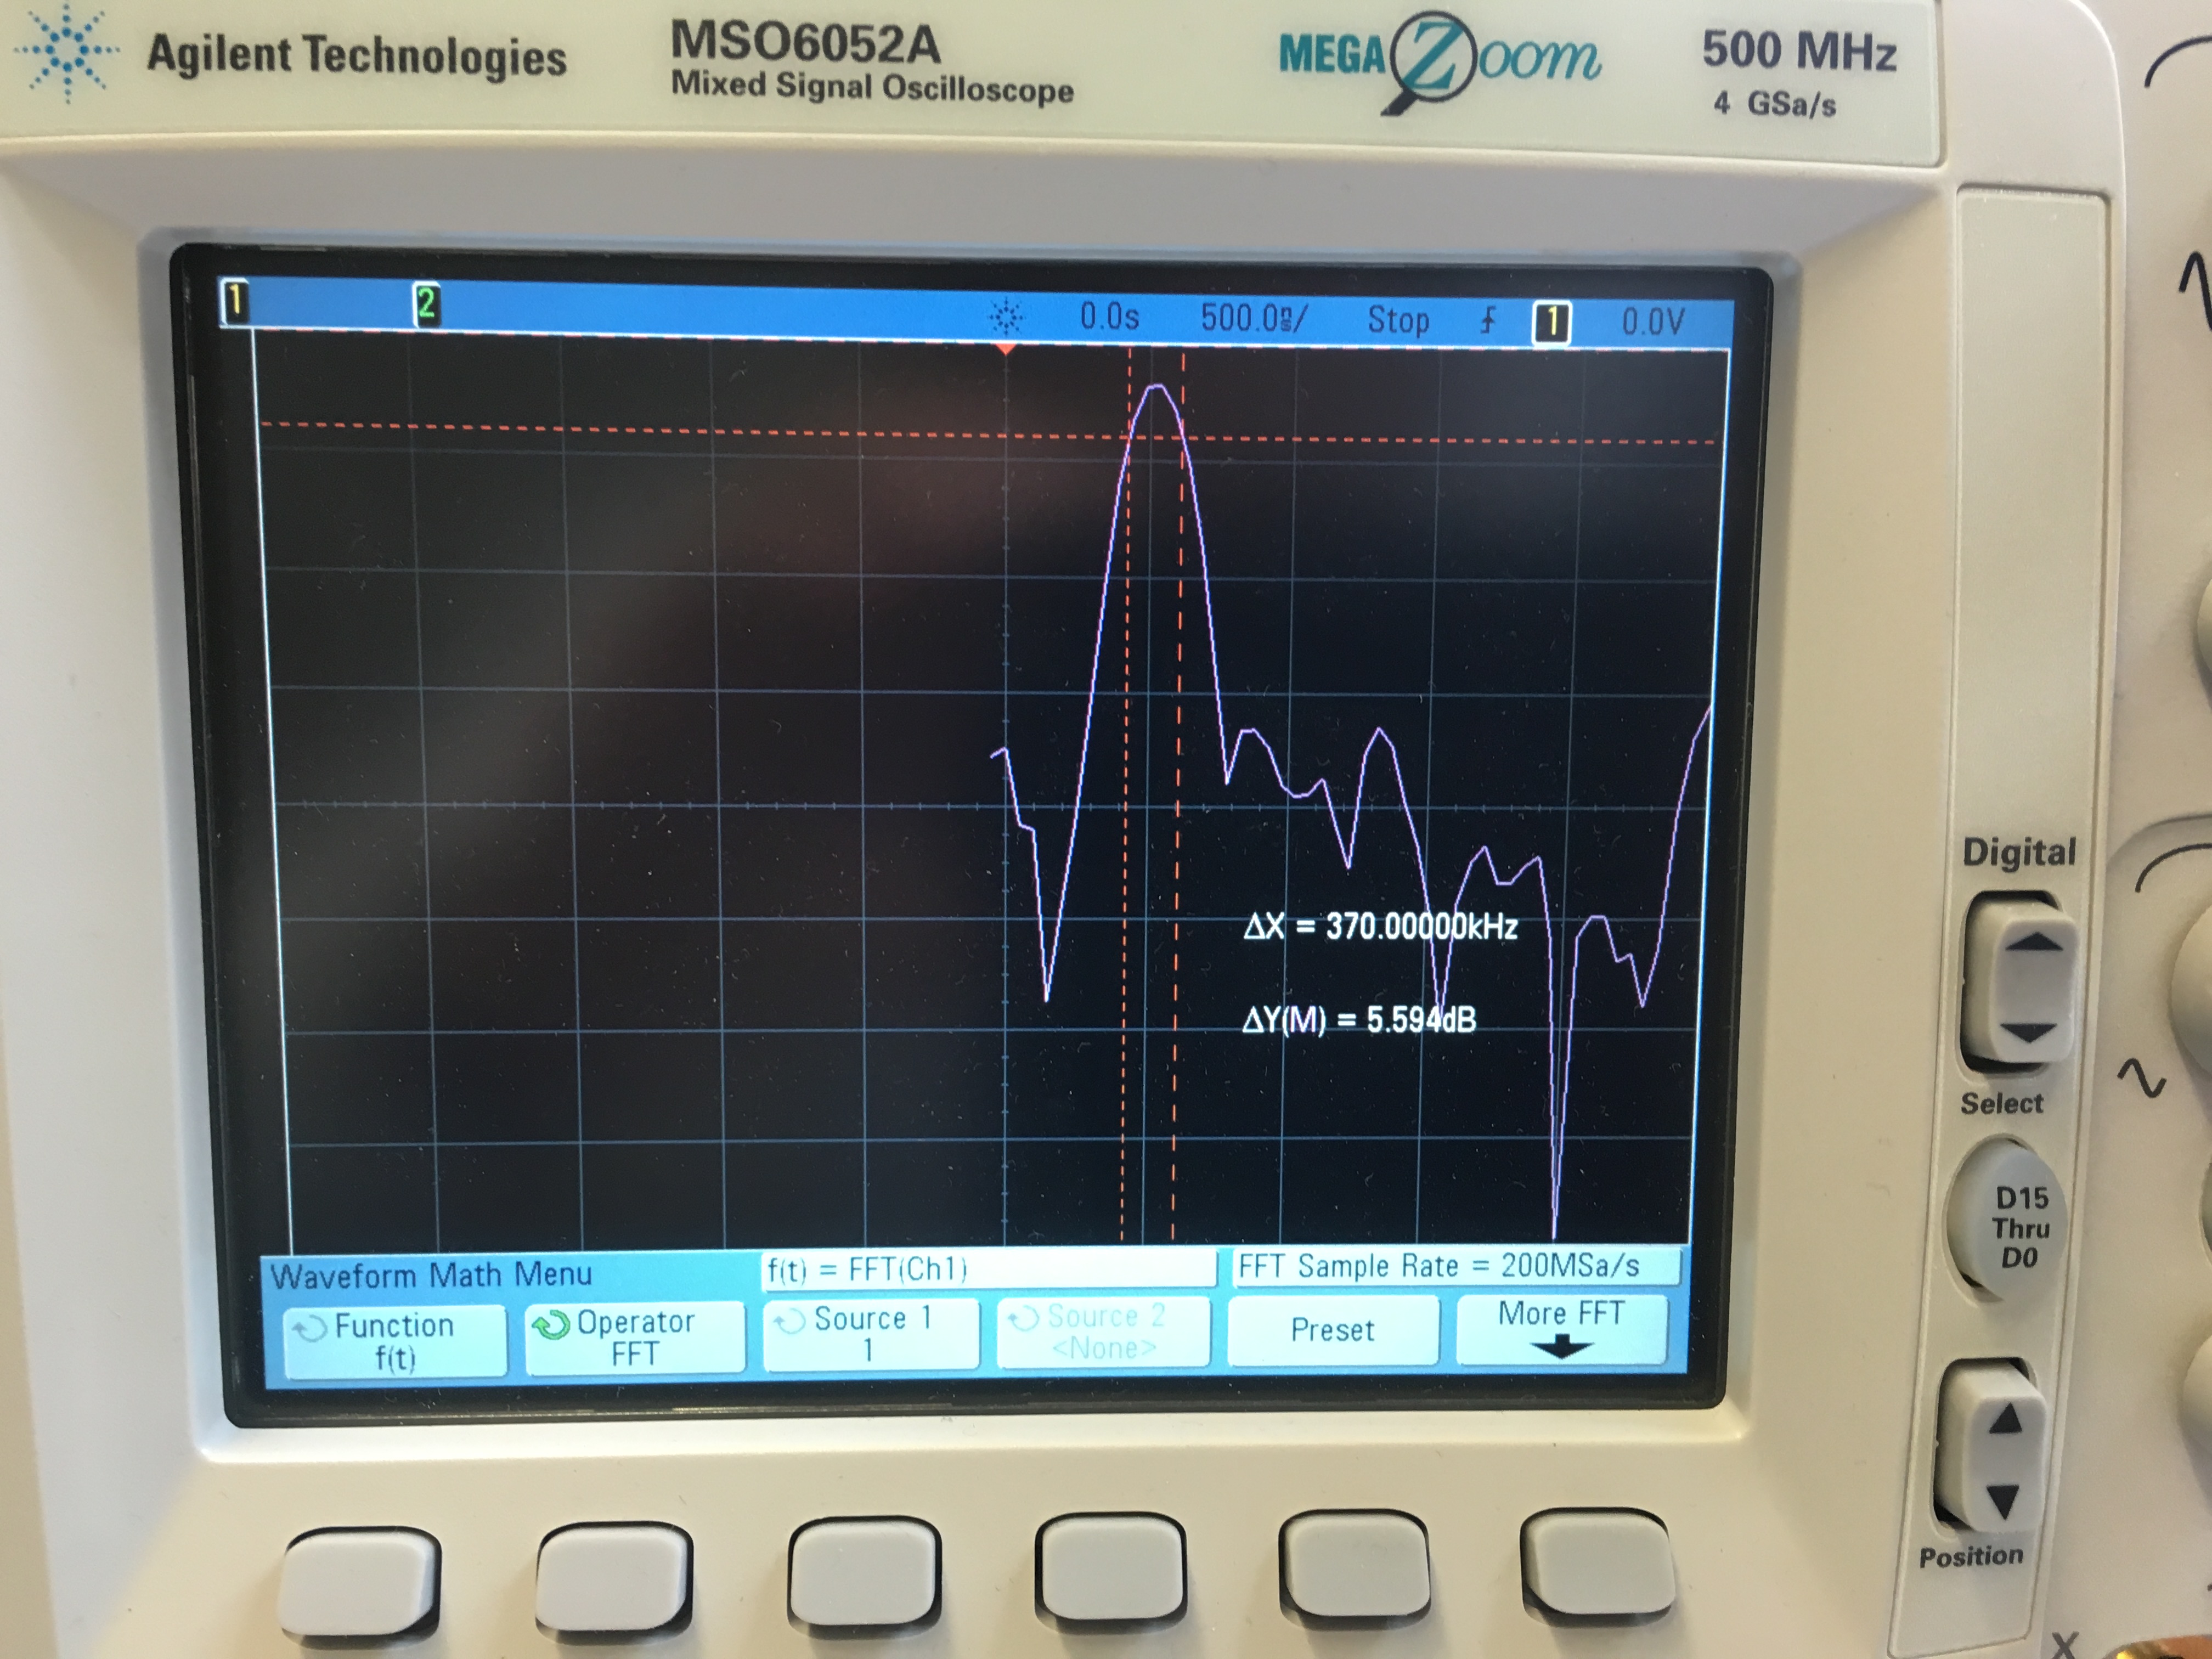 Agilent Technologies
MSO6052A
Mixed Signal Oscilloscope
MEGA Zoom
500 MHz
4 GSa/s
1 2 0.0s 500.0ns/ Stop 1 0.0V
ΔX = 370.00000kHz
ΔY(M) = 5.594dB
Waveform Math Menu
f(t) = FFT(Ch1)
FFT Sample Rate = 200MSa/s
Function
f(t)
Operator
FFT
Source 1
1
Source 2
<None>
Preset
More FFT
Digital
Select
D15
Thru
D0
Position
X